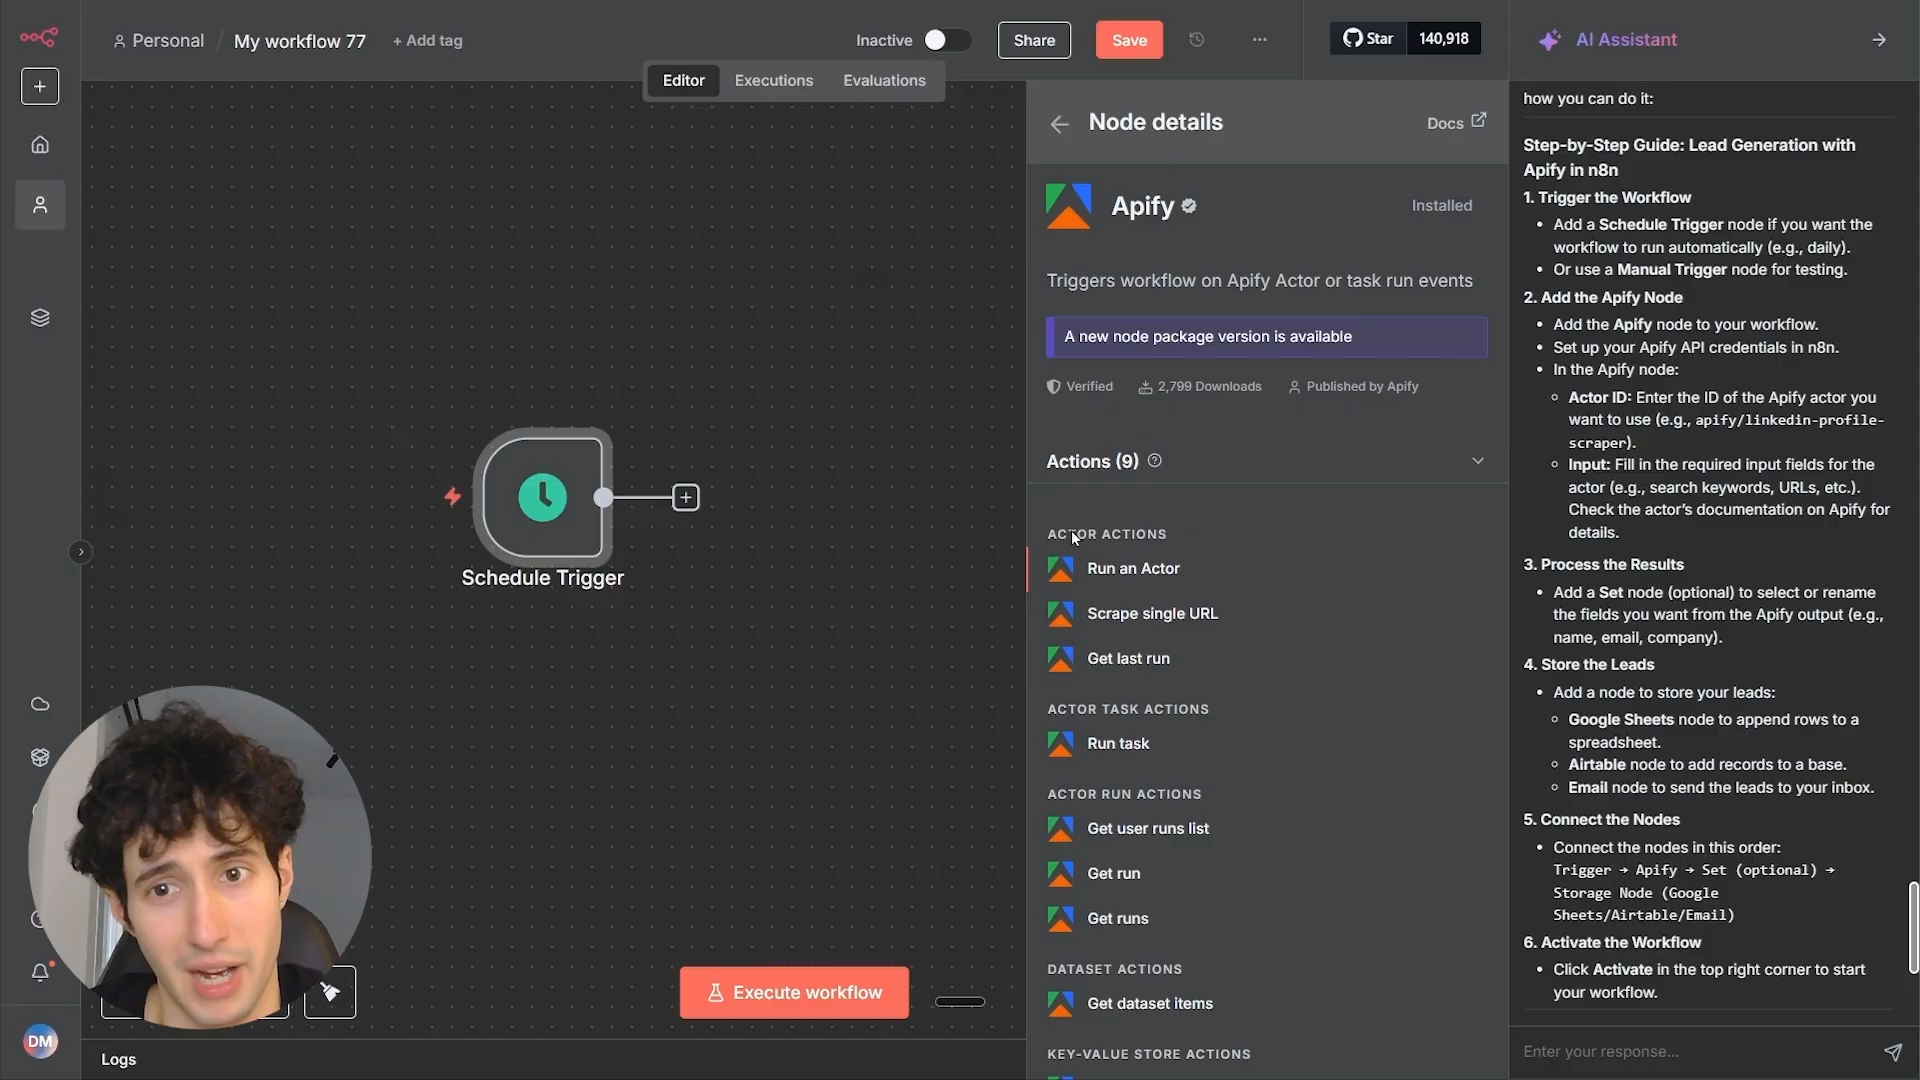 Personal / My workflow 77 + Add tag
Inactive
Share
Save
Star 140,918
AI Assistant
Editor Executions Evaluations
Schedule Trigger
Execute workflow
Logs
DM
Node details
Docs
Apify
Installed
Triggers workflow on Apify Actor or task run events
A new node package version is available
Verified 2,799 Downloads Published by Apify
Actions (9)
ACTOR ACTIONS
Run an Actor
Scrape single URL
Get last run
ACTOR TASK ACTIONS
Run task
ACTOR RUN ACTIONS
Get user runs list
Get run
Get runs
DATASET ACTIONS
Get dataset items
KEY-VALUE STORE ACTIONS
how you can do it:
Step-by-Step Guide: Lead Generation with
Apify in n8n
1. Trigger the Workflow
• Add a Schedule Trigger node if you want the
workflow to run automatically (e.g., daily).
• Or use a Manual Trigger node for testing.
2. Add the Apify Node
• Add the Apify node to your workflow.
• Set up your Apify API credentials in n8n.
• In the Apify node:
◦ Actor ID: Enter the ID of the Apify actor you
want to use (e.g., apify/linkedin-profile-
scraper).
◦ Input: Fill in the required input fields for the
actor (e.g., search keywords, URLs, etc.).
Check the actor's documentation on Apify for
details.
3. Process the Results
• Add a Set node (optional) to select or rename
the fields you want from the Apify output (e.g.,
name, email, company).
4. Store the Leads
• Add a node to store your leads:
◦ Google Sheets node to append rows to a
spreadsheet.
◦ Airtable node to add records to a base.
◦ Email node to send the leads to your inbox.
5. Connect the Nodes
• Connect the nodes in this order:
Trigger → Apify → Set (optional) →
Storage Node (Google
Sheets/Airtable/Email)
6. Activate the Workflow
• Click Activate in the top right corner to start
your workflow.
Enter your response...